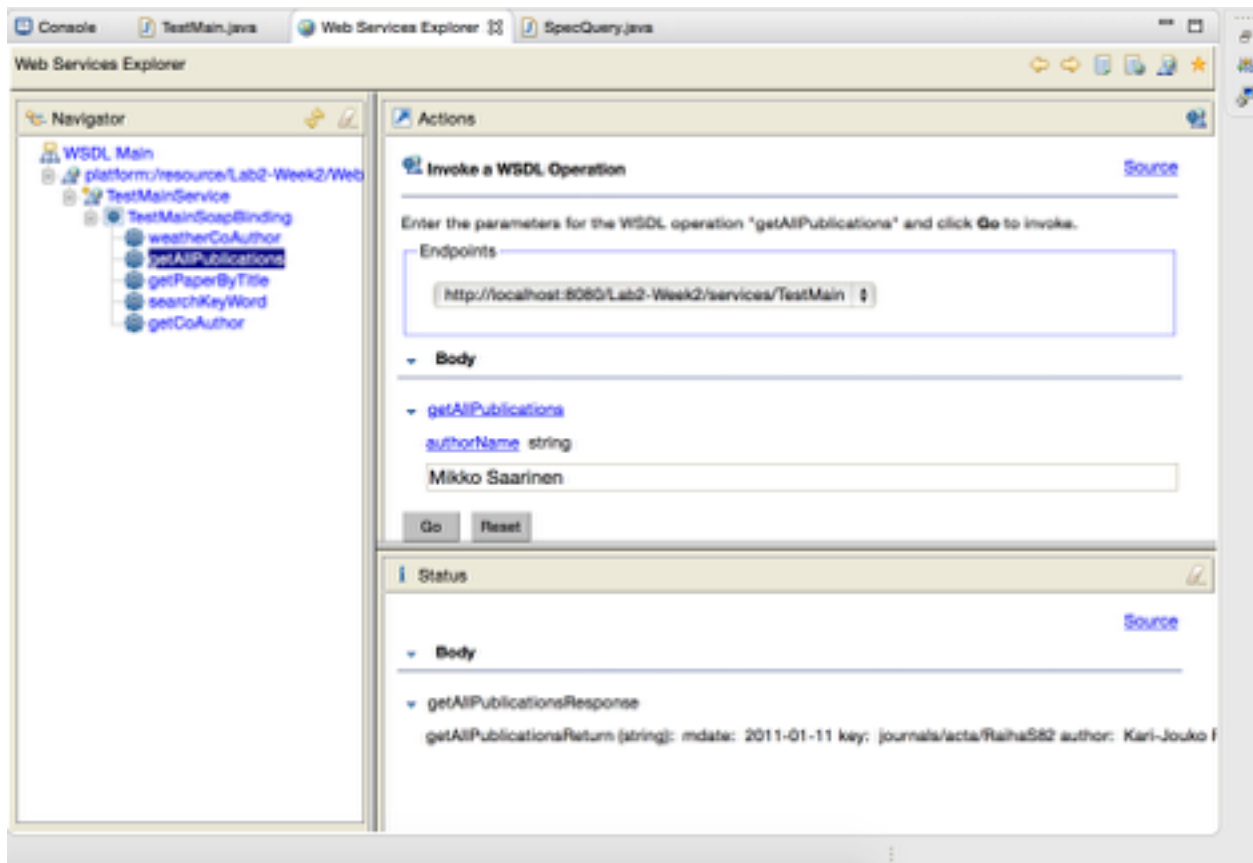 Console TestMain.java Web Services Explorer SpecQuery.java
Web Services Explorer
Navigator
WSDL Main
platform:/resource/Lab2-Week2/Web
TestMainService
TestMainSoapBinding
weatherCoAuthor
getAllPublications
getPaperByTitle
searchKeyWord
getCoAuthor
Actions
Invoke a WSDL Operation Source
Enter the parameters for the WSDL operation "getAllPublications" and click Go to invoke.
Endpoints
http://localhost:8080/Lab2-Week2/services/TestMain
Body
getAllPublications
authorName string
Mikko Saarinen
Go Reset
Status
Source
Body
getAllPublicationsResponse
getAllPublicationsReturn (string): mdate: 2011-01-11 key: journals/acta/RaihaS82 author: Kari-Jouko